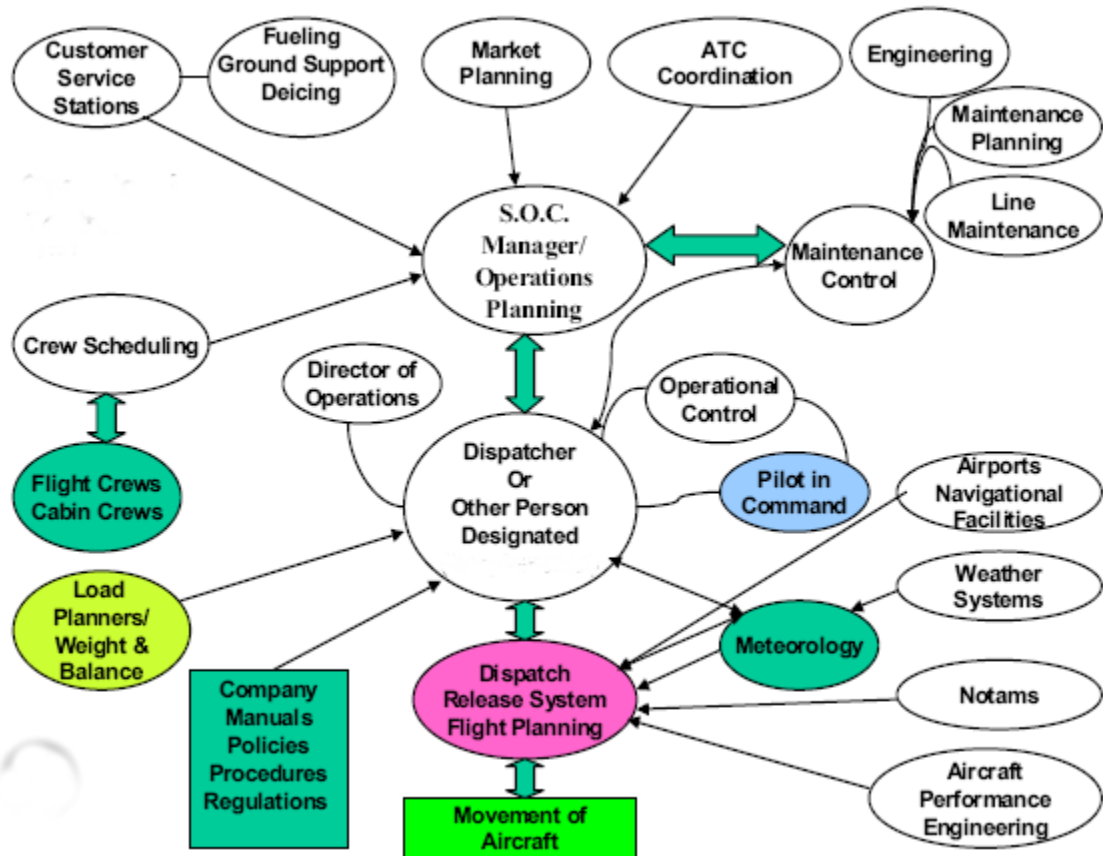 Customer
Service
Stations
Fueling
Ground Support
Deicing
Market
Planning
ATC
Coordination
Engineering
Maintenance
Planning
Line
Maintenance
S.O.C.
Manager/
Operations
Planning
Maintenance
Control
Crew Scheduling
Director of
Operations
Operational
Control
Flight Crews
Cabin Crews
Dispatcher
Or
Other Person
Designated
Pilot in
Command
Airports
Navigational
Facilities
Load
Planners/
Weight &
Balance
Weather
Systems
Meteorology
Company
Manuals
Policies
Procedures
Regulations
Dispatch
Release System
Flight Planning
Notams
Aircraft
Performance
Engineering
Movement of
Aircraft